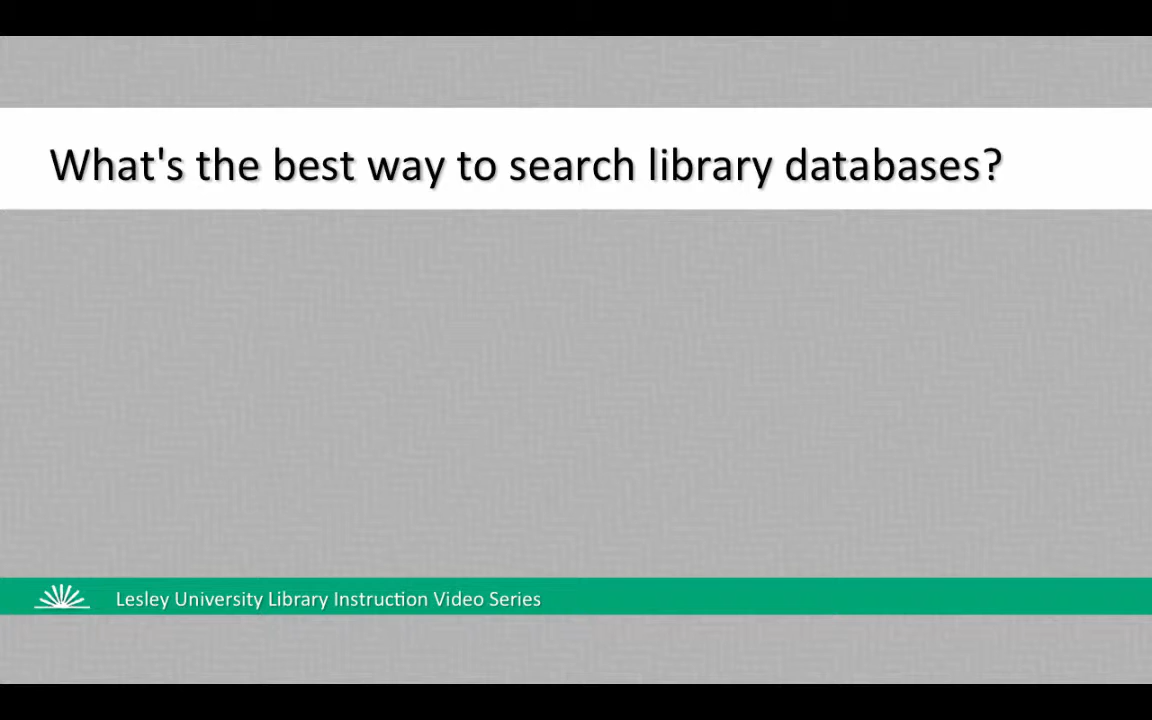 What's the best way to search library databases?
Lesley University Library Instruction Video Series